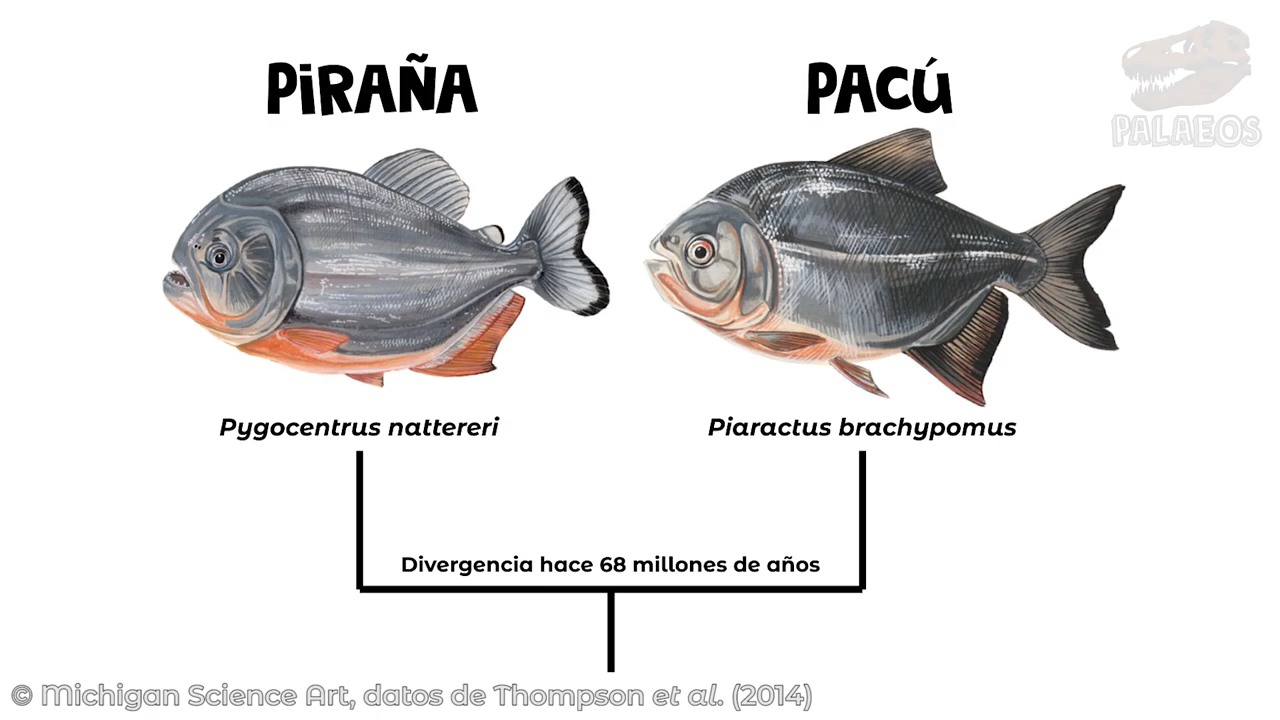 PiRAÑA
PACÚ
PALAEOS
Pygocentrus nattereri
Piaractus brachypomus
Divergencia hace 68 millones de años
© Michigan Science Art, datos de Thompson et al. (2014)